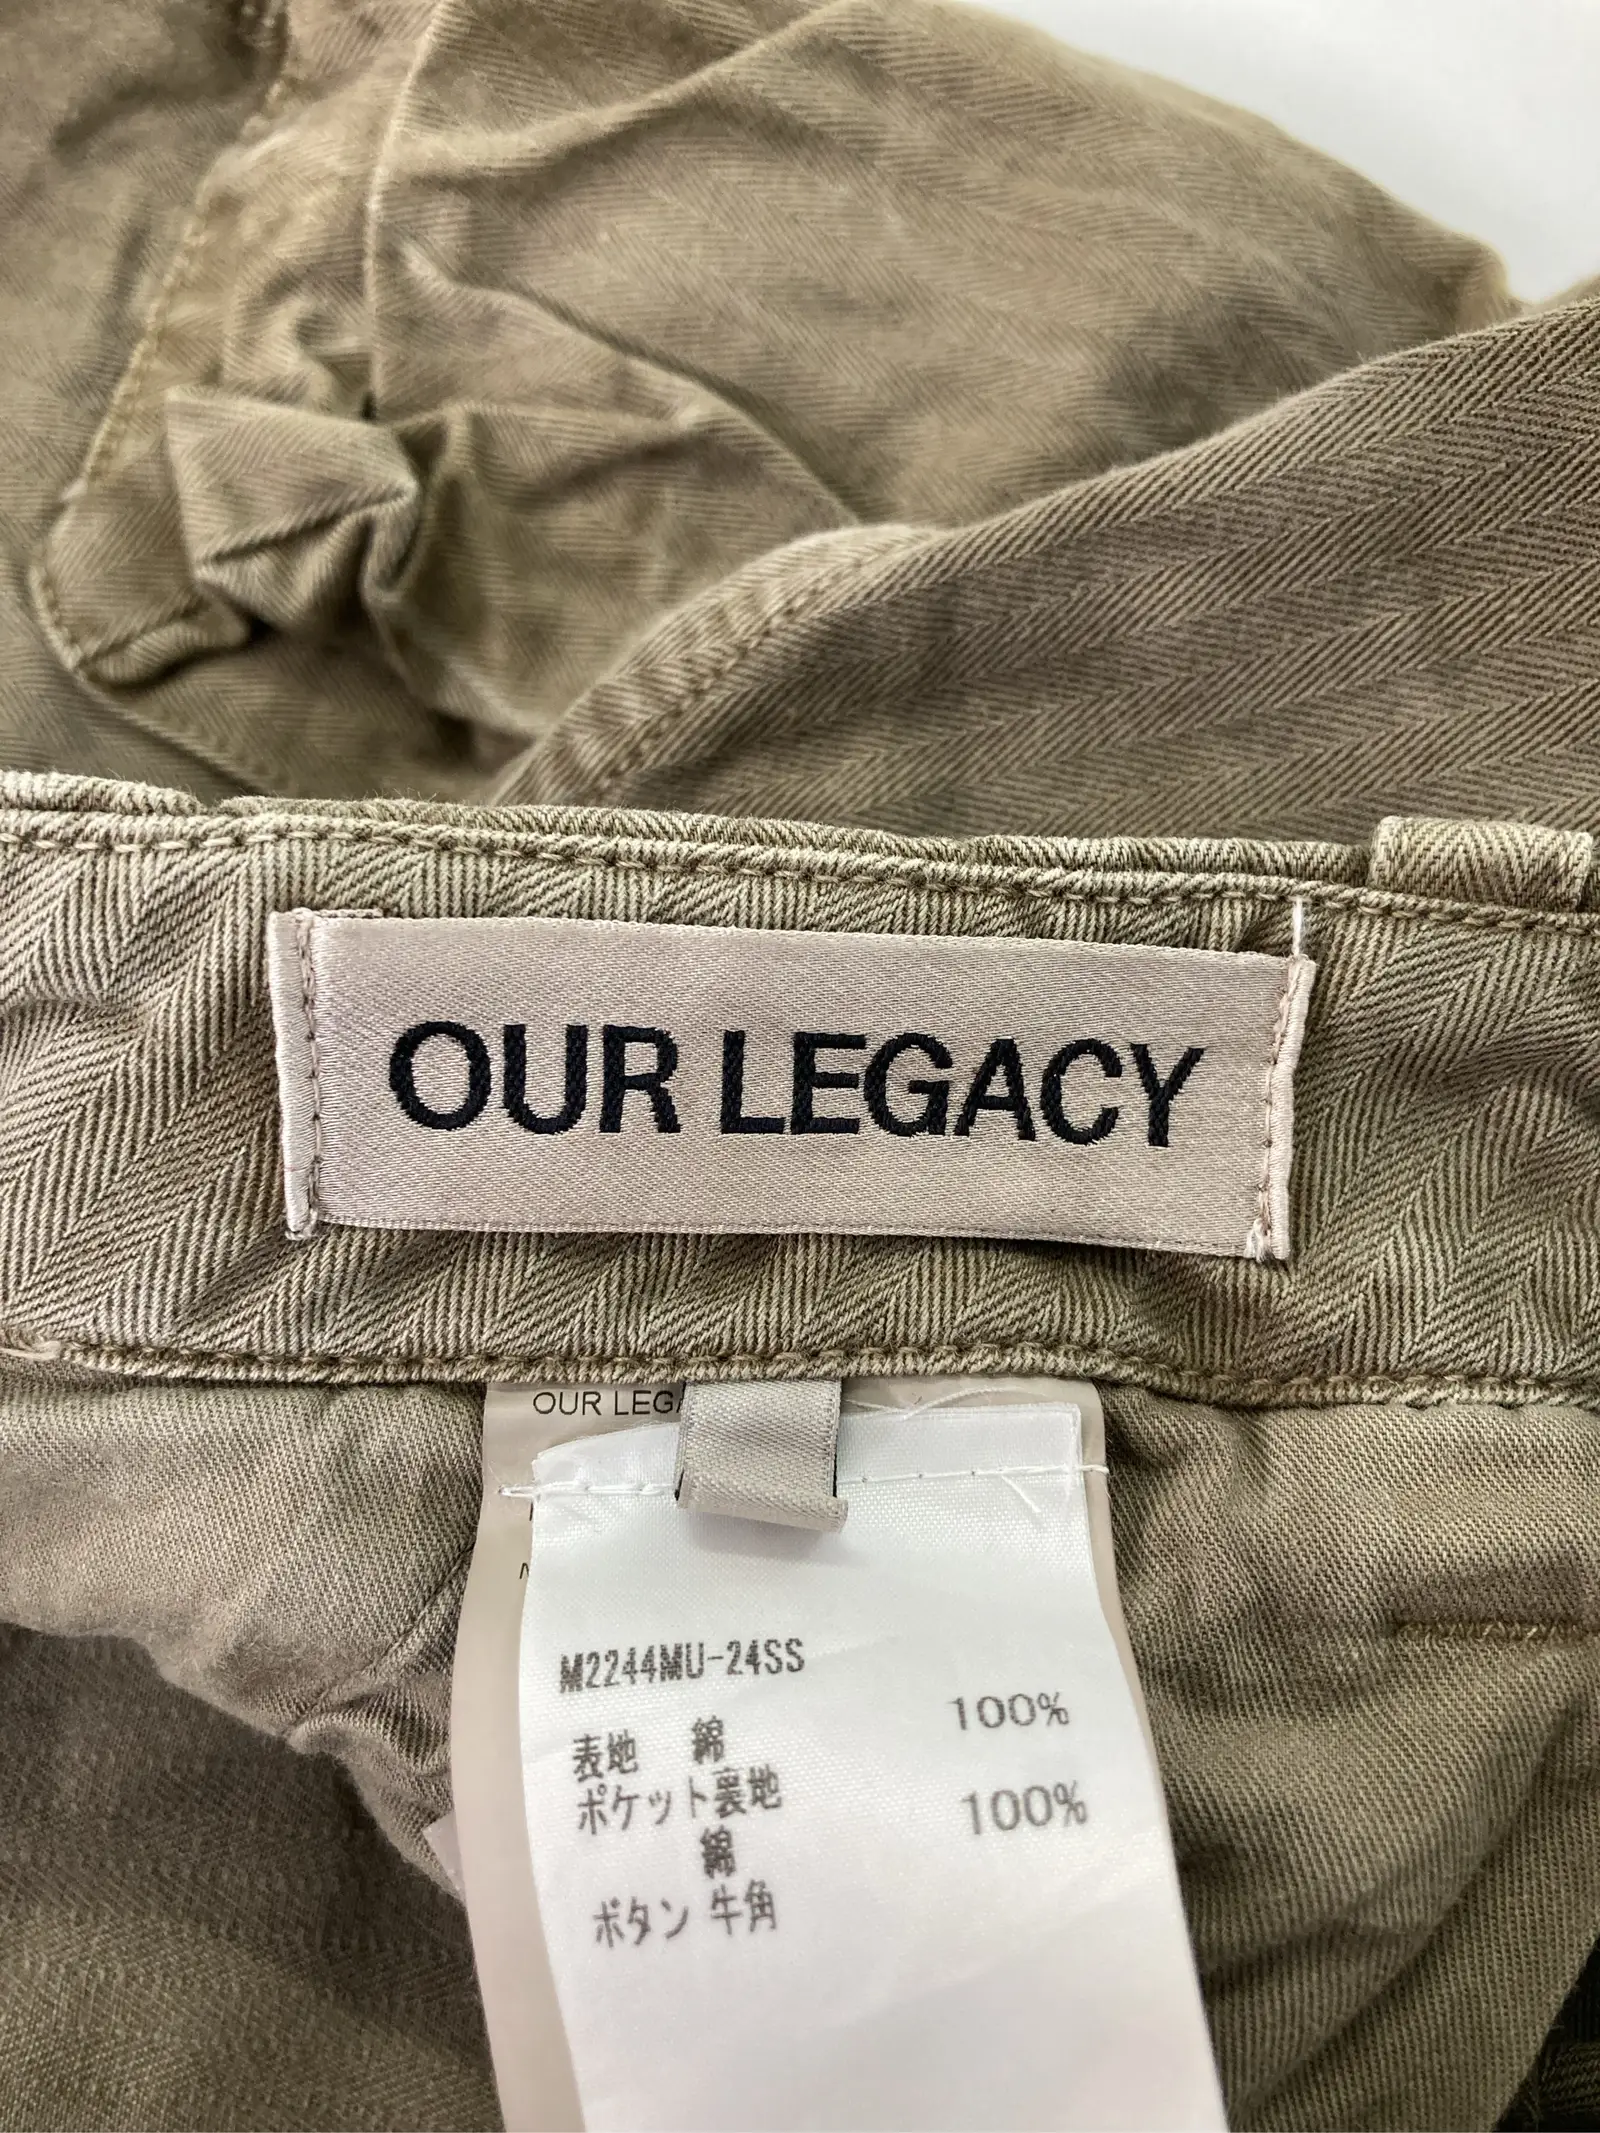 OUR LEGACY
OUR LEGA
M2244MU-24SS
表地 綿 100%
ポケット裏地
綿 100%
ボタン 牛角